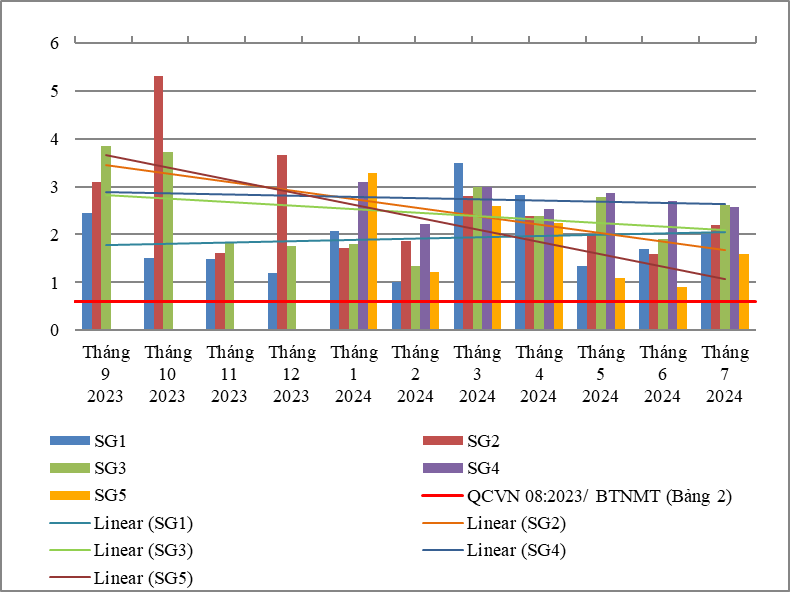 6
5
4
3
2
1
0
Tháng
9
2023
Tháng
10
2023
Tháng
11
2023
Tháng
12
2023
Tháng
1
2024
Tháng
2
2024
Tháng
3
2024
Tháng
4
2024
Tháng
5
2024
Tháng
6
2024
Tháng
7
2024
SG1
SG2
SG3
SG4
SG5
QCVN 08:2023/ BTNMT (Bảng 2)
Linear (SG1)
Linear (SG2)
Linear (SG3)
Linear (SG4)
Linear (SG5)